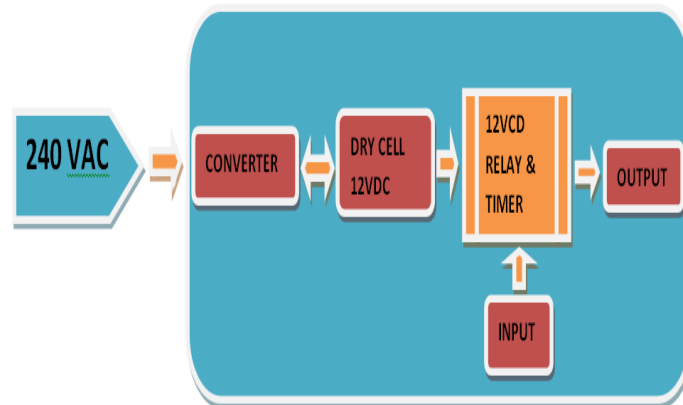 240 VAC
CONVERTER
DRY CELL
12VDC
12VCD
RELAY &
TIMER
OUTPUT
INPUT